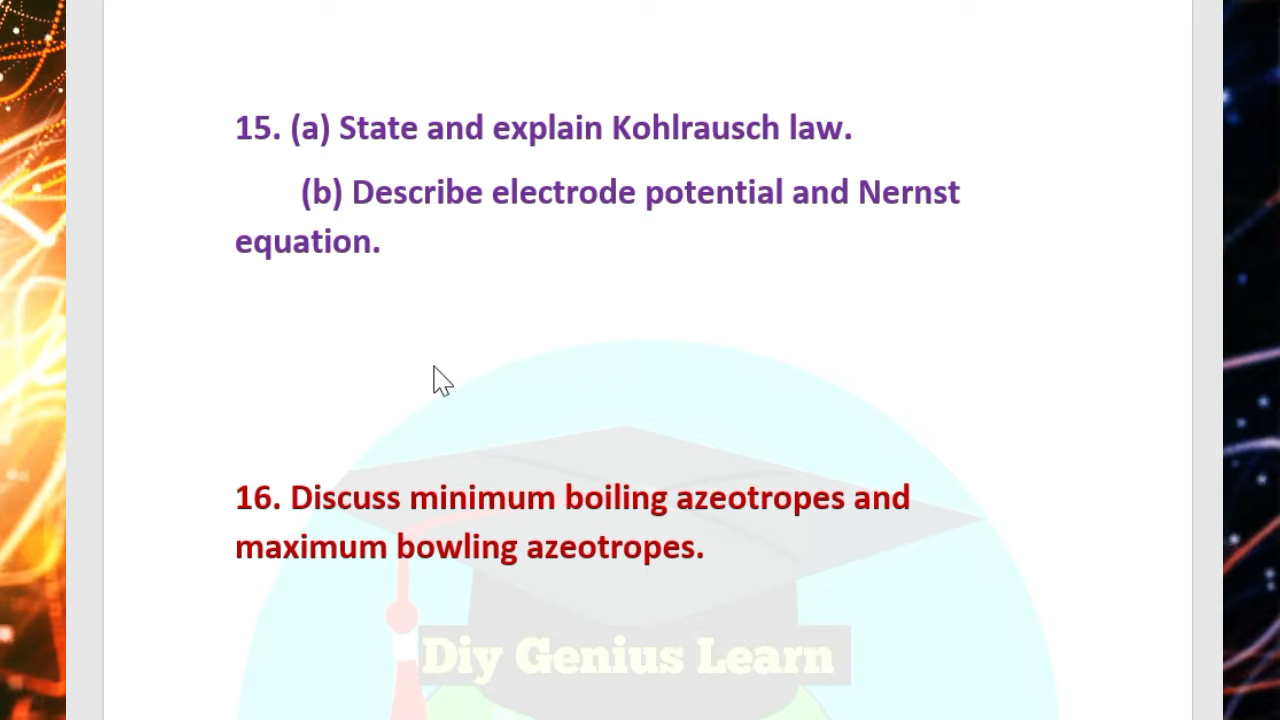 15. (a) State and explain Kohlrausch law.
(b) Describe electrode potential and Nernst
equation.
16. Discuss minimum boiling azeotropes and
maximum bowling azeotropes.
Diy Genius Learn